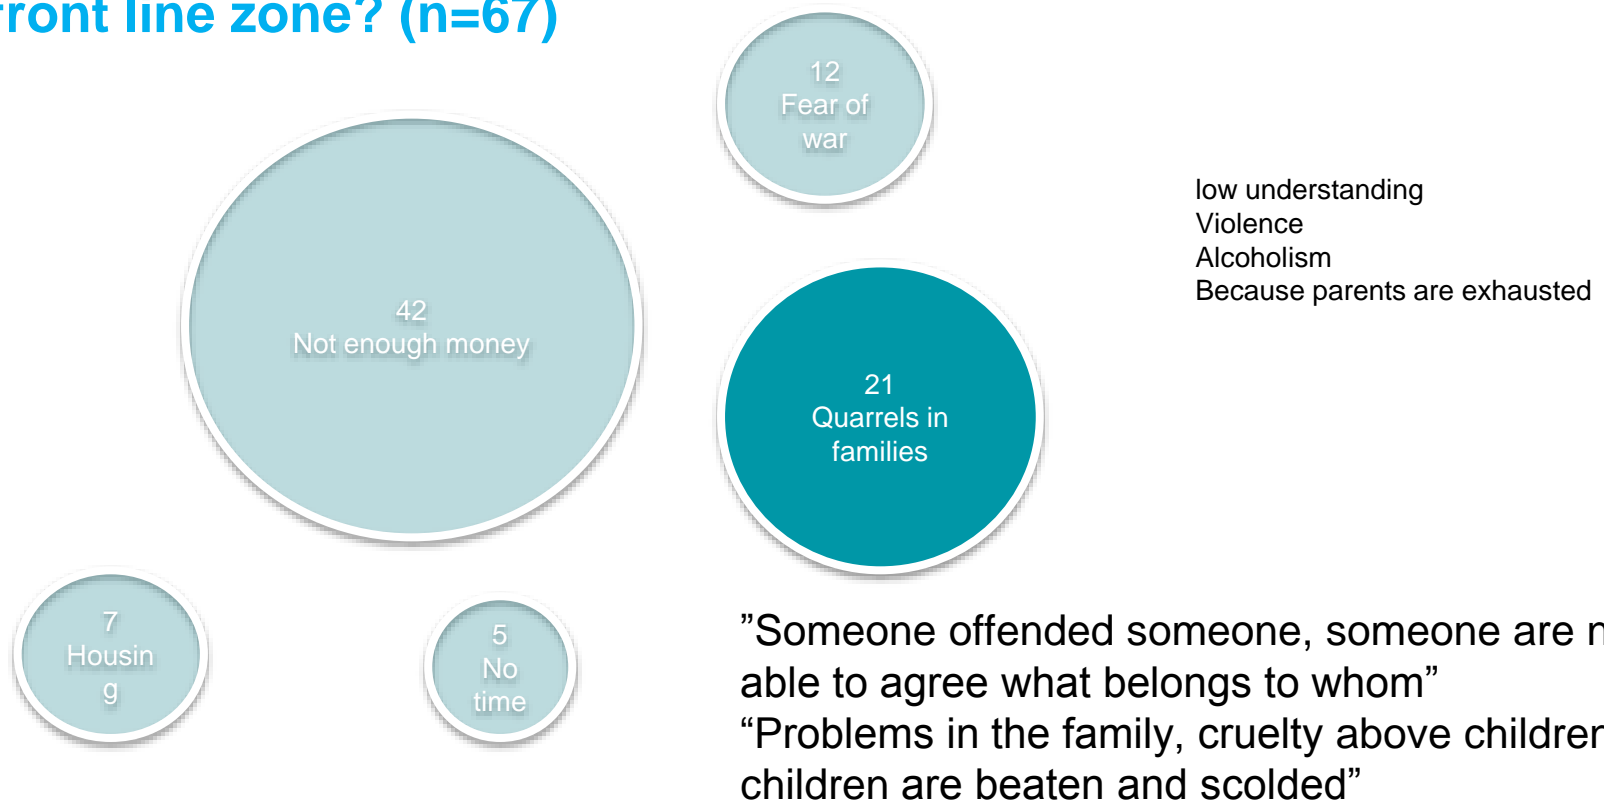 front line zone? (n=67)
12
Fear of
war
42
Not enough money
21
Quarrels in
families
7
Housin
g
5
No
time
low understanding
Violence
Alcoholism
Because parents are exhausted
”Someone offended someone, someone are
able to agree what belongs to whom”
“Problems in the family, cruelty above children
children are beaten and scolded”